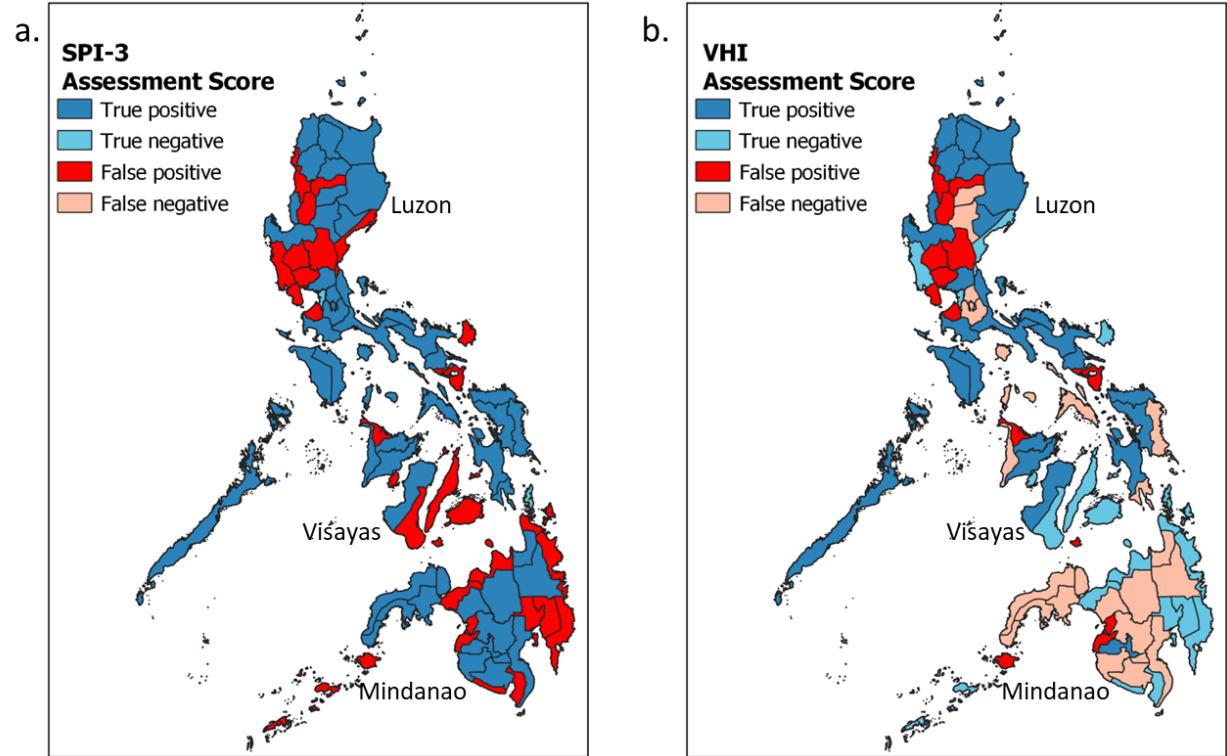 a.
SPI-3
Assessment Score
True positive
True negative
False positive
False negative
Luzon
Visayas
Mindanao
b.
VHI
Assessment Score
True positive
True negative
False positive
False negative
Luzon
Visayas
Mindanao